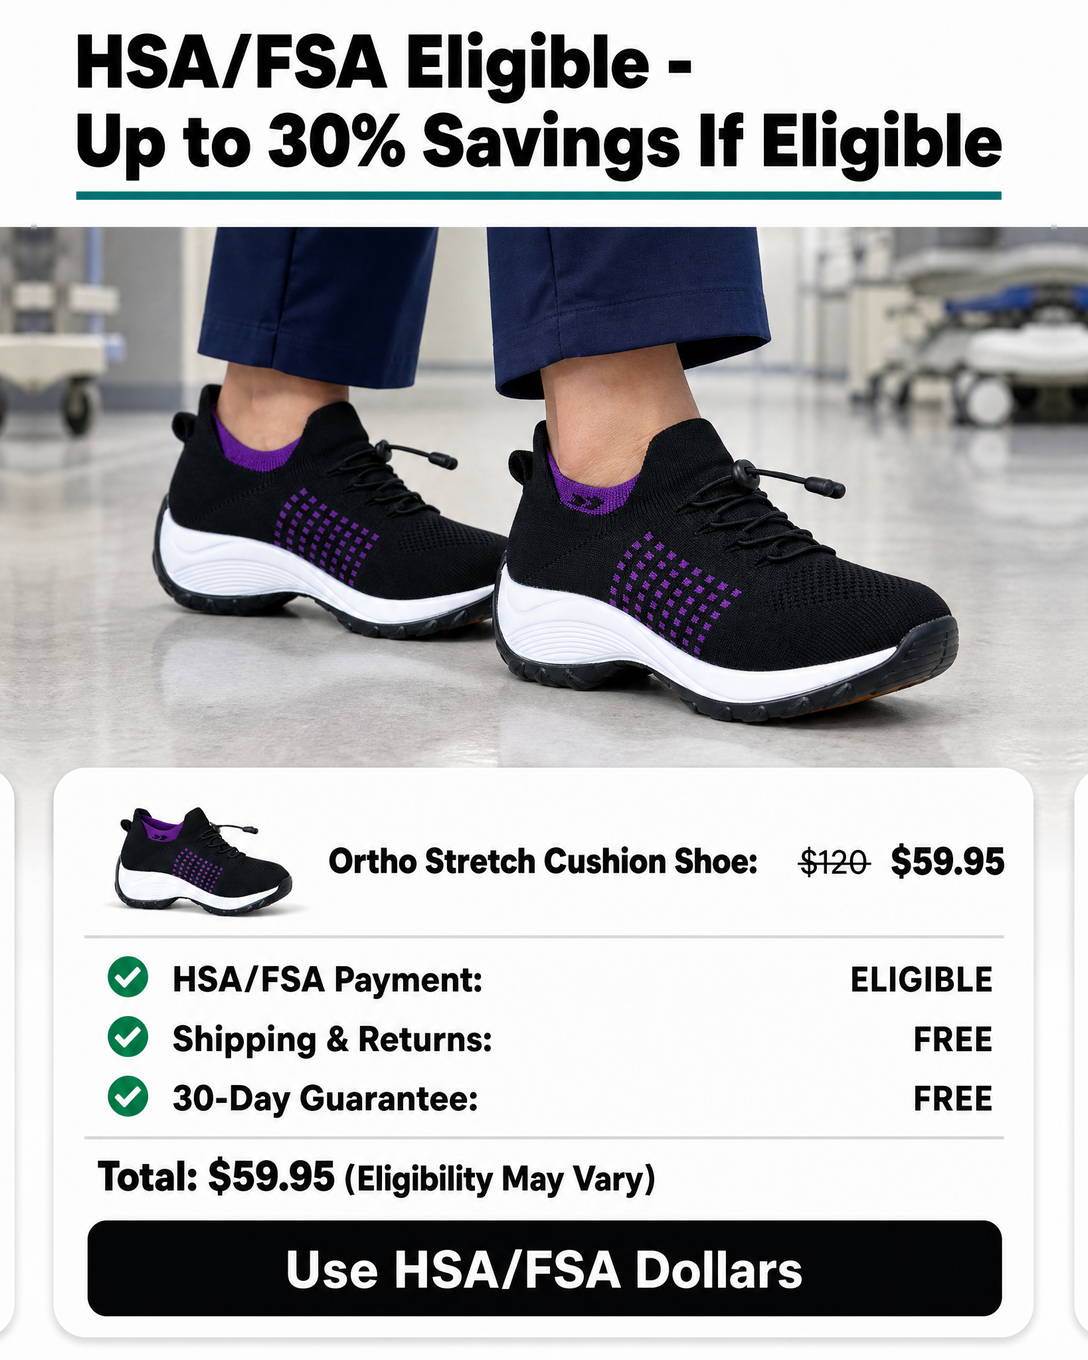 HSA/FSA Eligible -
Up to 30% Savings If Eligible
Ortho Stretch Cushion Shoe: $120 $59.95
HSA/FSA Payment: ELIGIBLE
Shipping & Returns: FREE
30-Day Guarantee: FREE
Total: $59.95 (Eligibility May Vary)
Use HSA/FSA Dollars